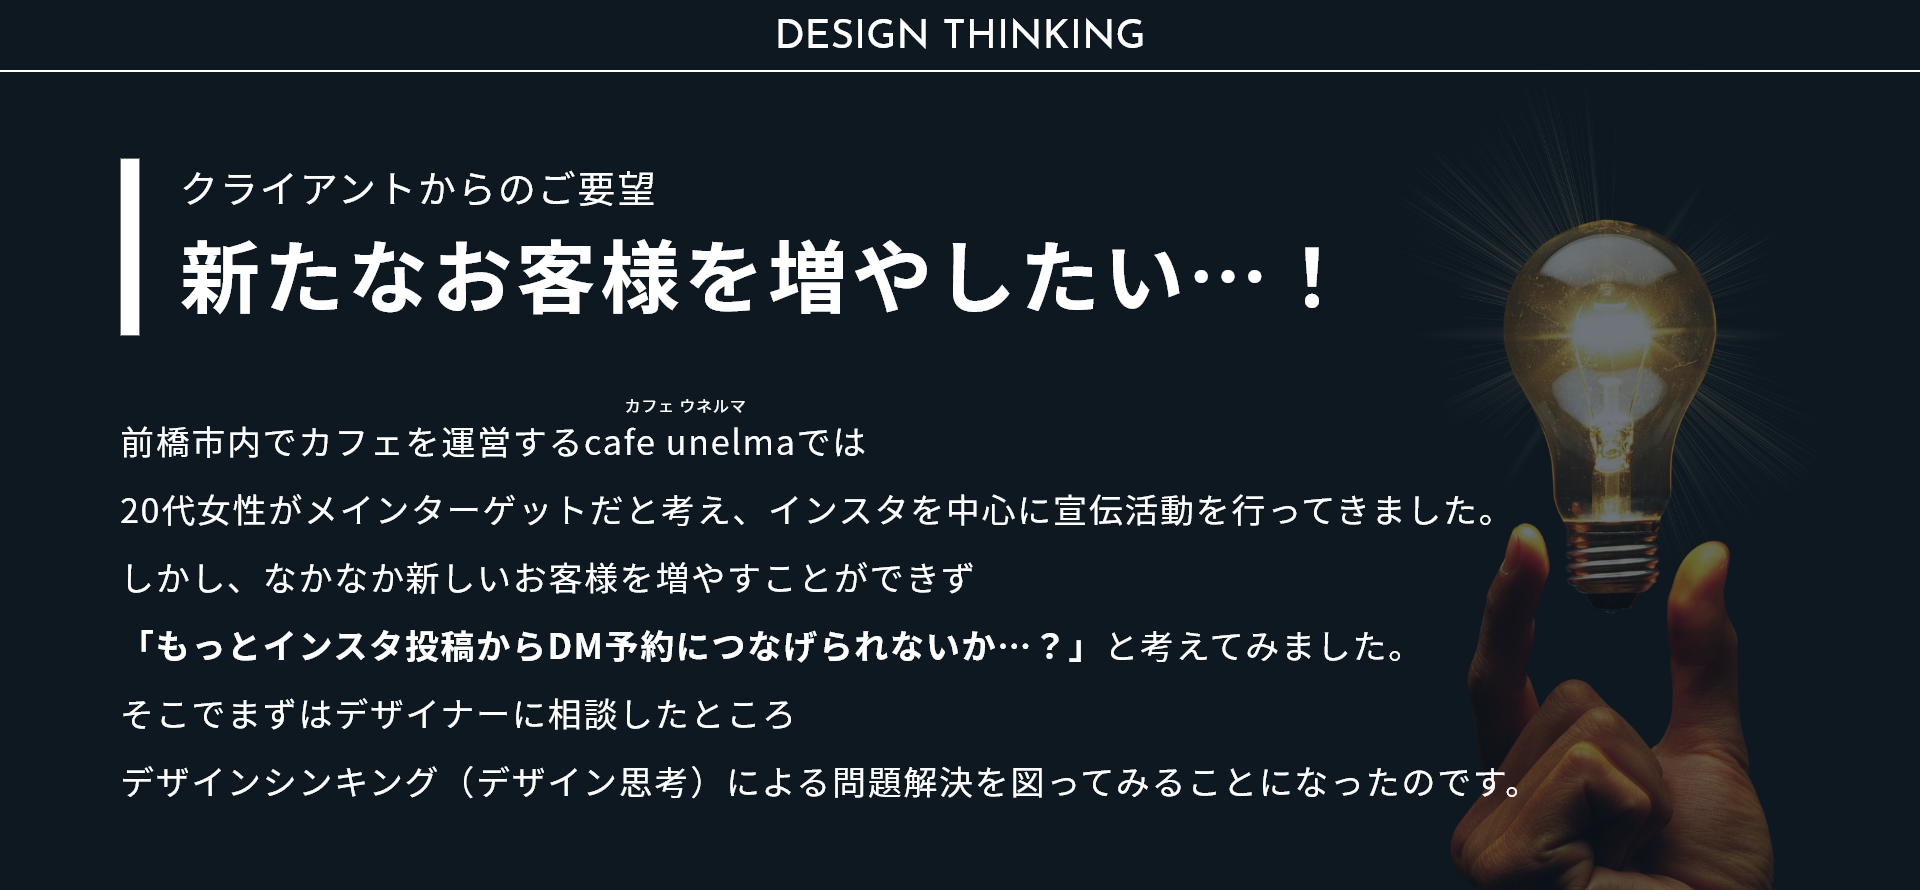 DESIGN THINKING
クライアントからのご要望
新たなお客様を増やしたい…！
カフェ ウネルマ
前橋市内でカフェを運営するcafe unelmaでは
20代女性がメインターゲットだと考え、インスタを中心に宣伝活動を行ってきました。
しかし、なかなか新しいお客様を増やすことができず
「もっとインスタ投稿からDM予約につなげられないか…？」と考えてみました。
そこでまずはデザイナーに相談したところ
デザインシンキング（デザイン思考）による問題解決を図ってみることになったのです。